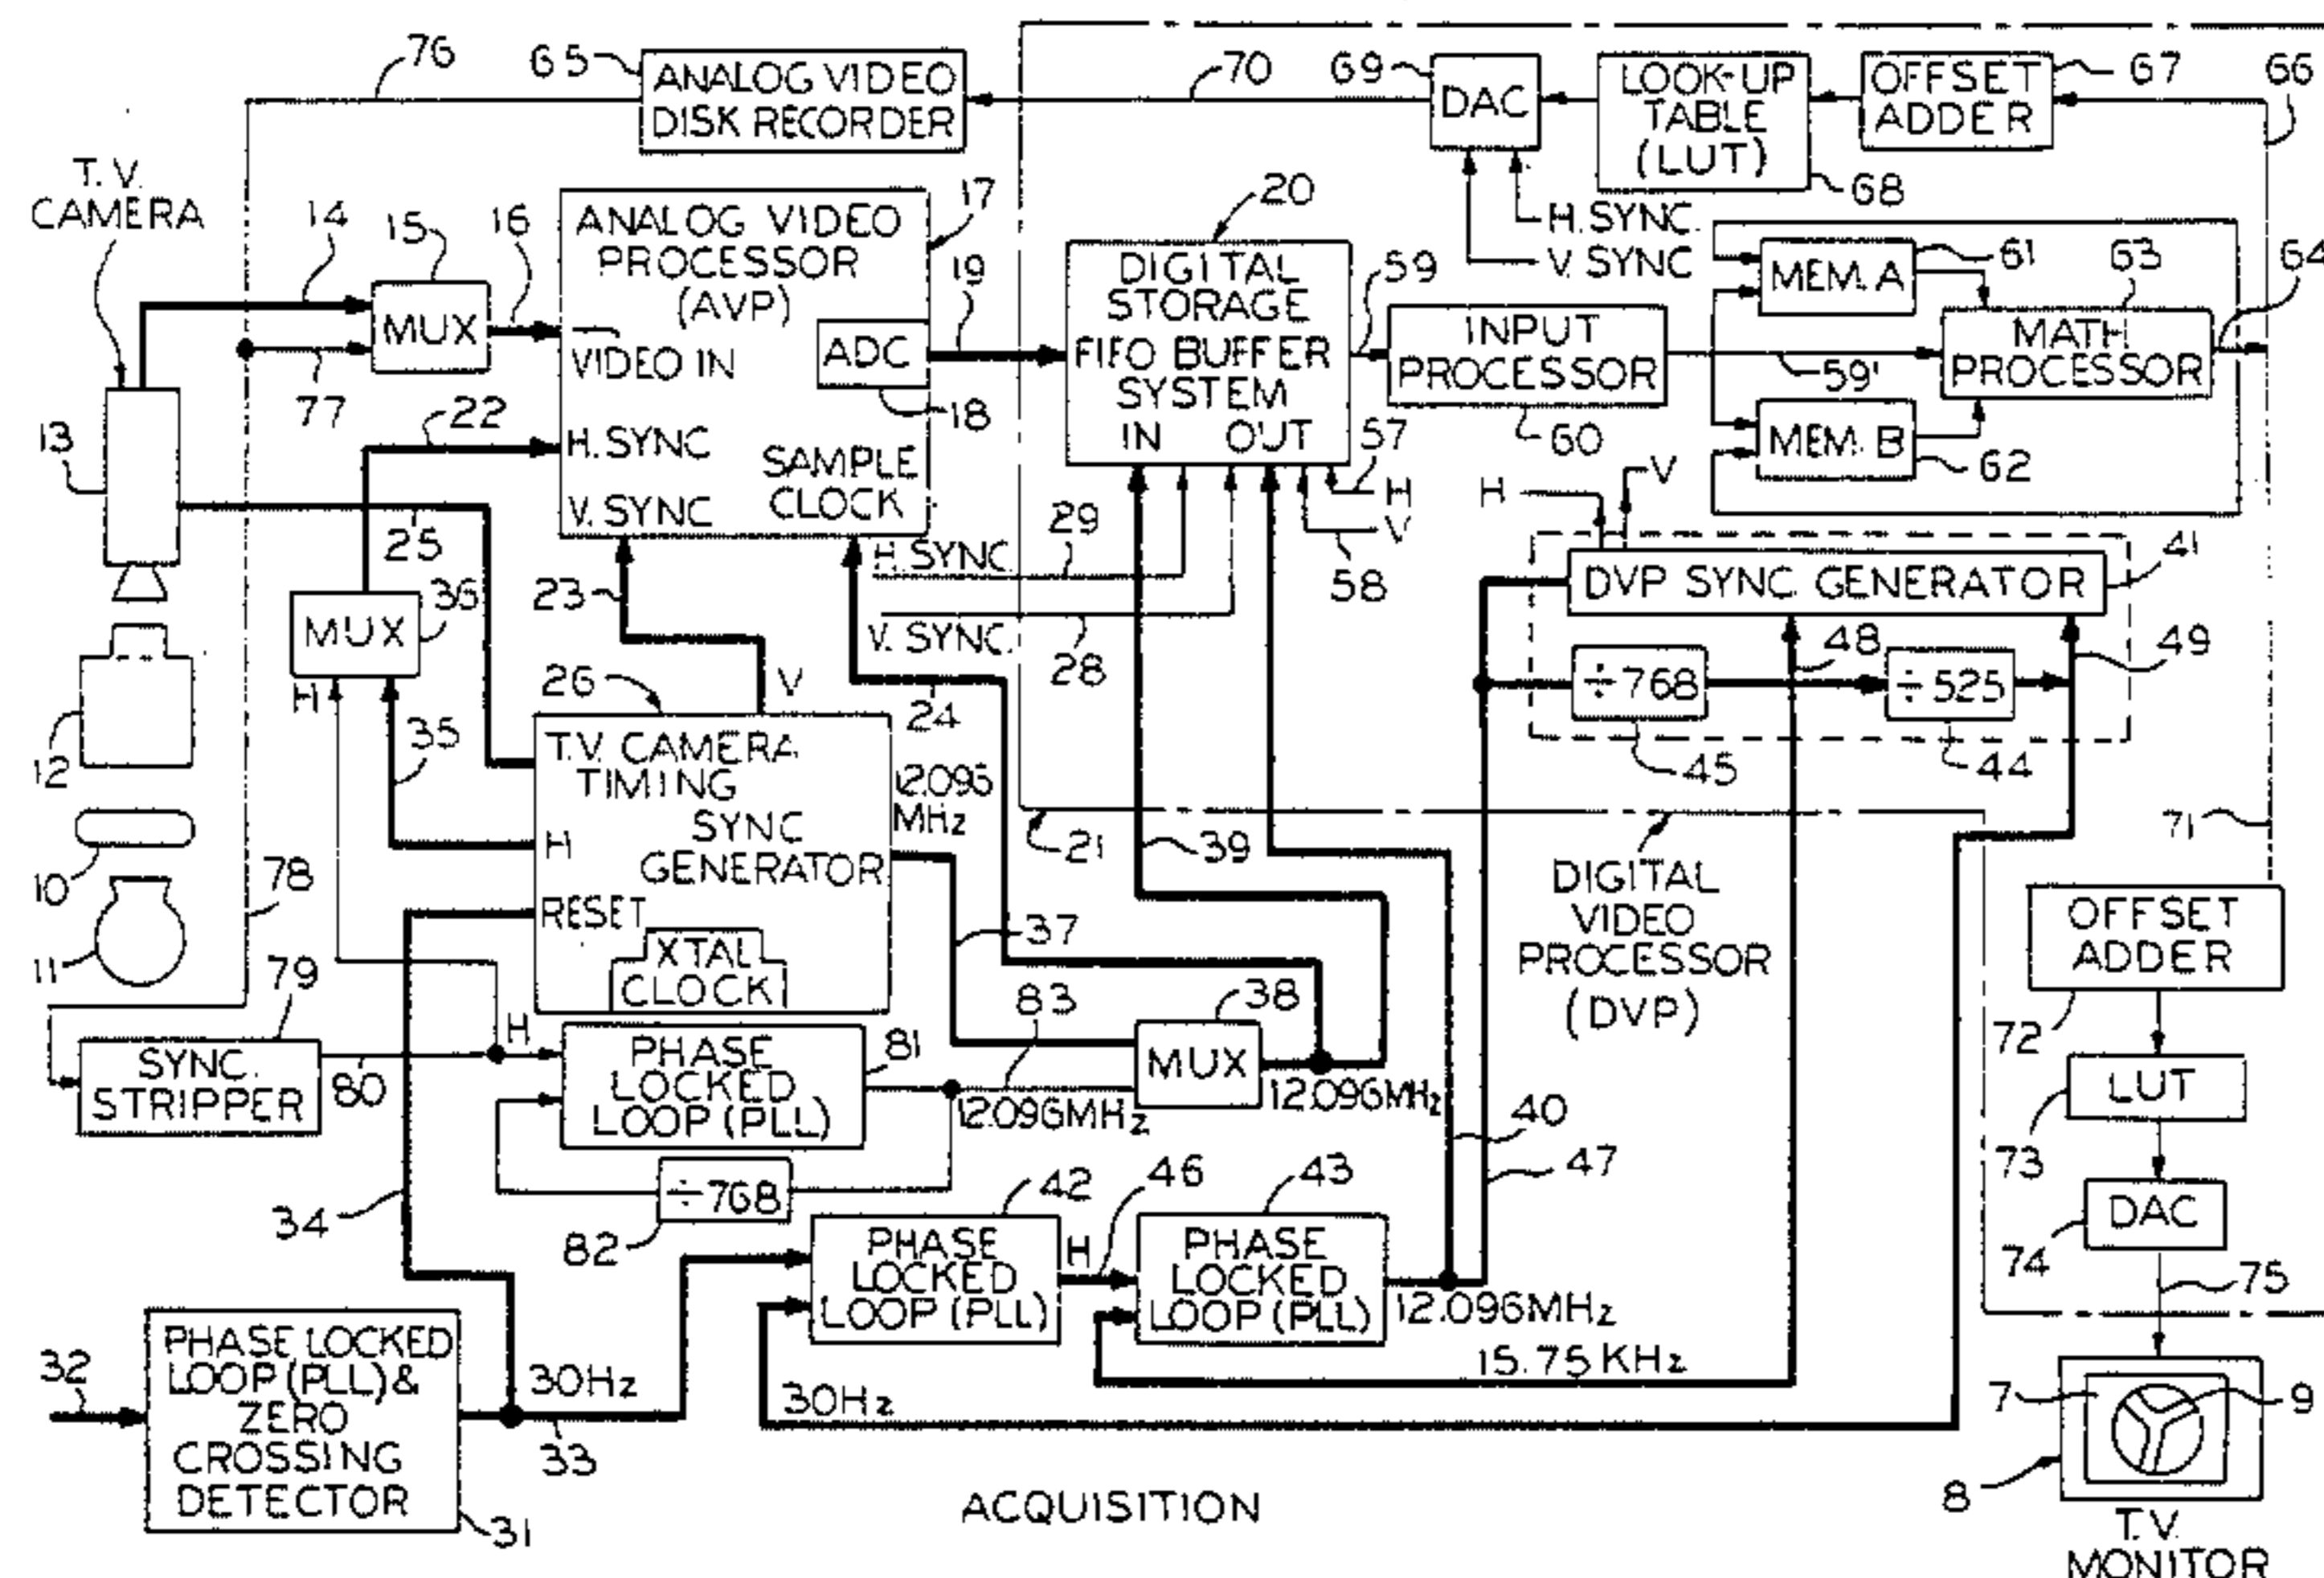 76
65
ANALOG VIDEO
DISK RECORDER
70
69
DAC
LOOK-UP
TABLE
(LUT)
68
OFFSET
ADDER
67
66
H. SYNC.
V. SYNC
T.V.
CAMERA
14
15
MUX
16
77
ANALOG VIDEO
PROCESSOR
(AVP)
17
VIDEO IN
ADC
18
19
H. SYNC
V. SYNC
SAMPLE
CLOCK
20
DIGITAL
STORAGE
FIFO BUFFER
SYSTEM
IN OUT
59
INPUT
PROCESSOR
60
59'
MEM. A
61
MEM. B
62
63
MATH
PROCESSOR
64
57
H
V
58
13
22
25
23
H. SYNC.
29
V. SYNC.
28
24
H
V
DVP SYNC GENERATOR
41
÷768
45
48
÷525
44
49
MUX
36
H
35
12
10
11
78
26
V
T.V. CAMERA
TIMING
SYNC
GENERATOR
H
RESET
XTAL
CLOCK
12.096
MHz
37
21
39
DIGITAL
VIDEO
PROCESSOR
(DVP)
71
OFFSET
ADDER
72
LUT
73
DAC
74
75
79
SYNC.
STRIPPER
80
H
PHASE
LOCKED
LOOP (PLL)
81
83
12.096MHz
÷768
82
38
MUX
12.096MHz
40
47
34
42
PHASE
LOCKED
LOOP (PLL)
H
46
43
PHASE
LOCKED
LOOP (PLL)
12.096MHz
15.75 KHz
32
PHASE LOCKED
LOOP (PLL) &
ZERO
CROSSING
DETECTOR
31
30Hz
33
30Hz
7
9
8
T.V.
MONITOR
ACQUISITION